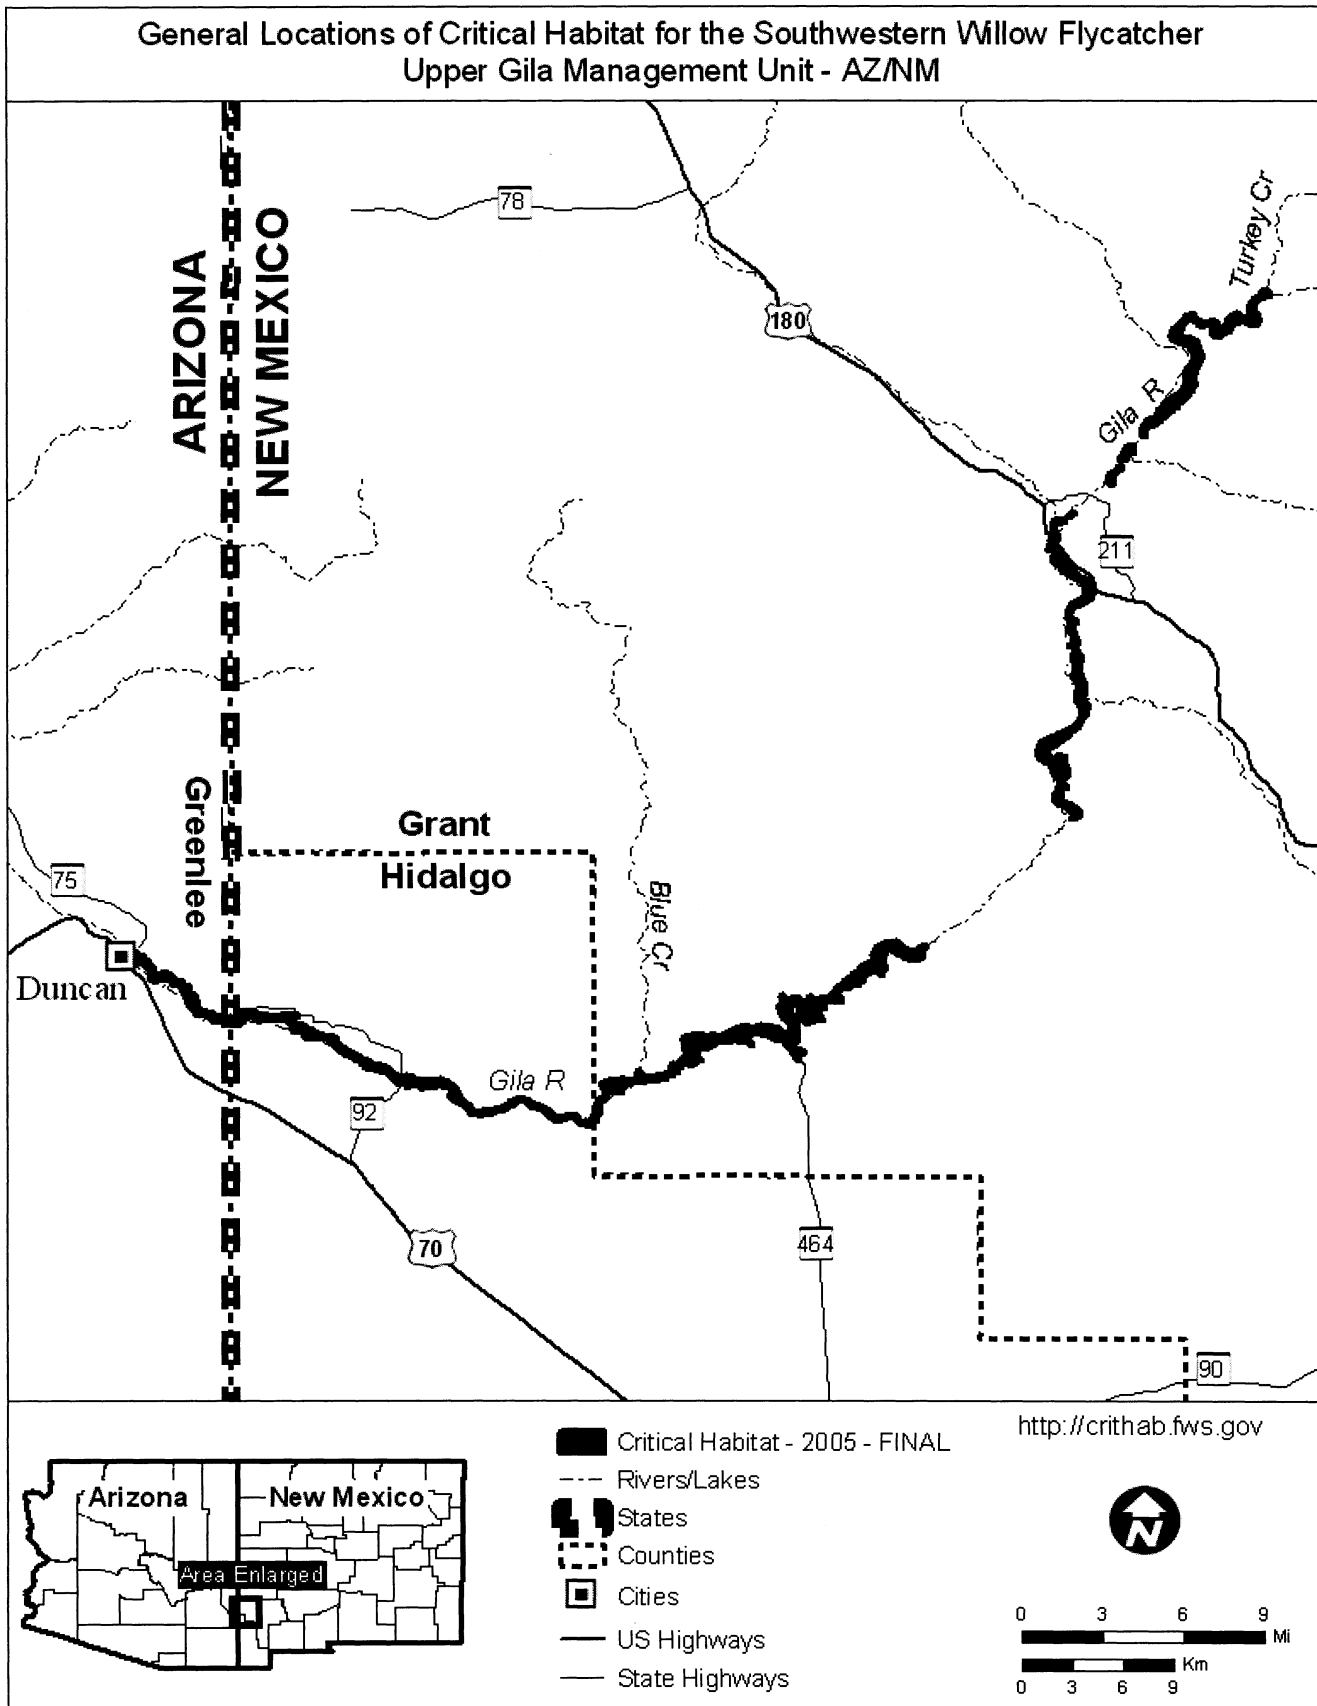 General Locations of Critical Habitat for the Southwestern Willow Flycatcher
Upper Gila Management Unit - AZ/NM
78
ARIZONA
NEW MEXICO
180
Turkey Cr
Gila R
211
Greenlee
Grant
Hidalgo
75
Blue Cr
Duncan
Gila R
92
70
464
90
http://crithab.fws.gov
Arizona
New Mexico
Area Enlarged
Critical Habitat - 2005 - FINAL
Rivers/Lakes
States
Counties
Cities
US Highways
State Highways
N
0 3 6 9
Mi
Km
0 3 6 9